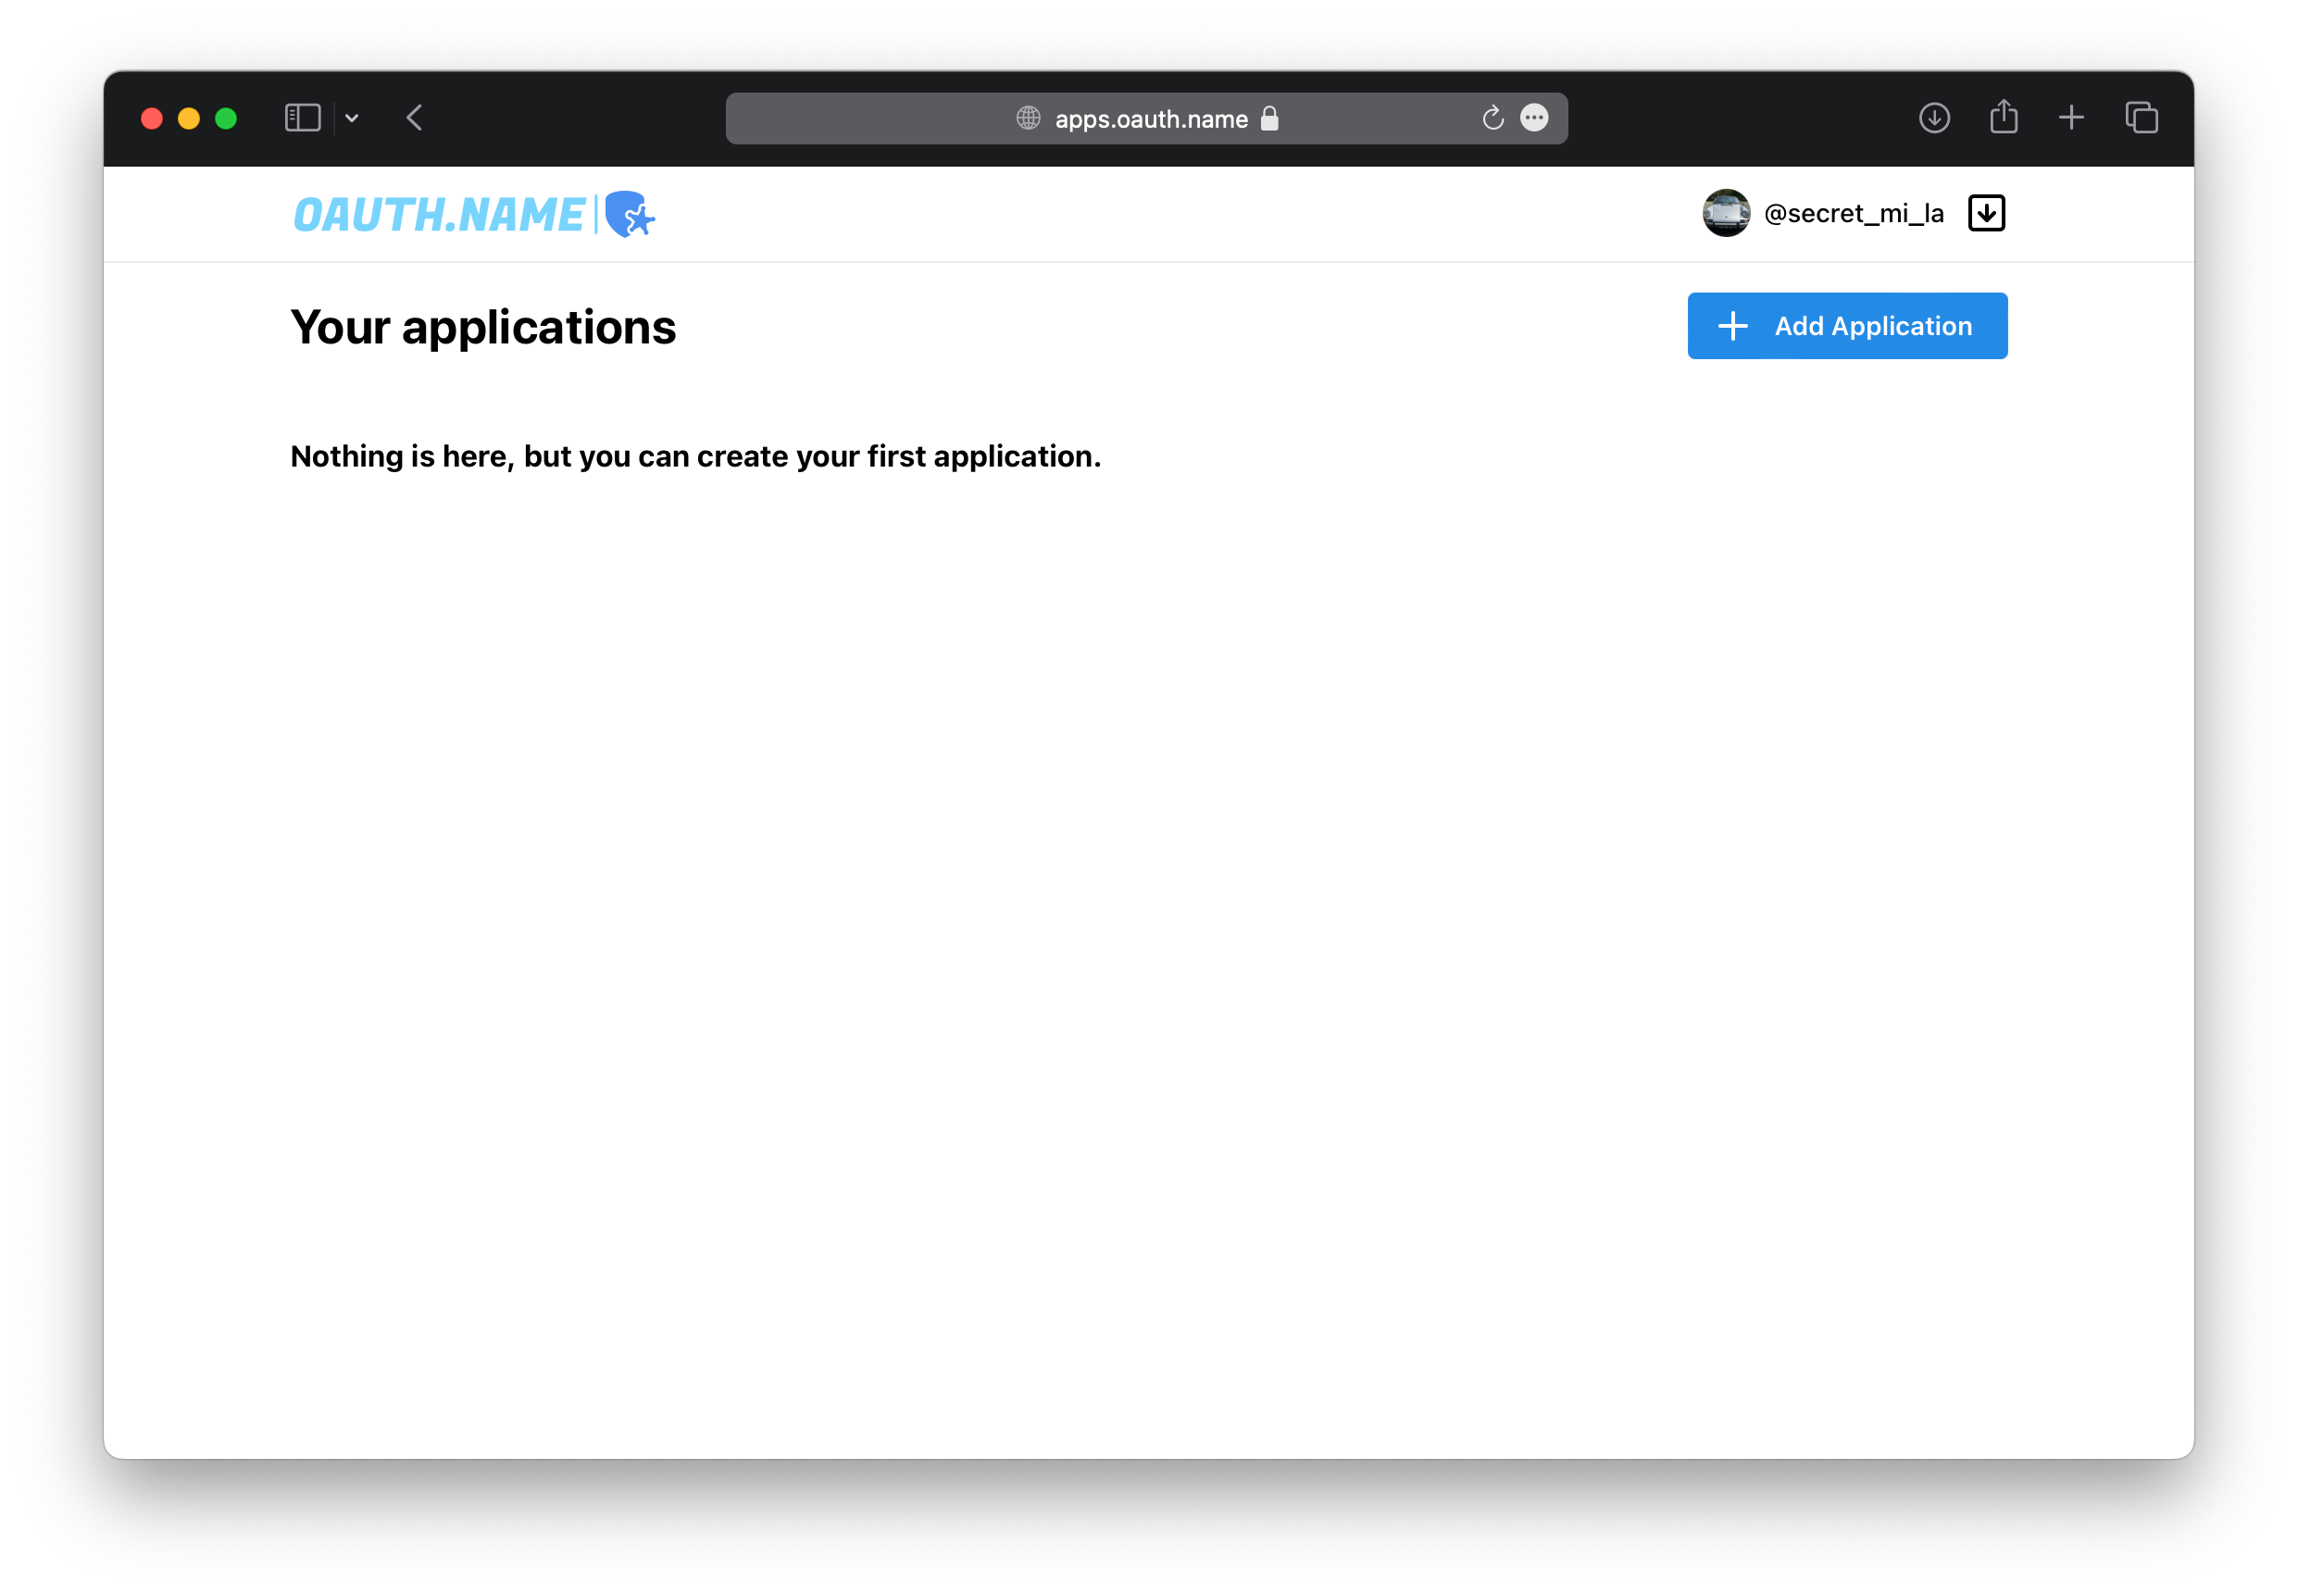 apps.oauth.name
OAUTH.NAME
@secret_mi_la
Your applications
Add Application
Nothing is here, but you can create your first application.